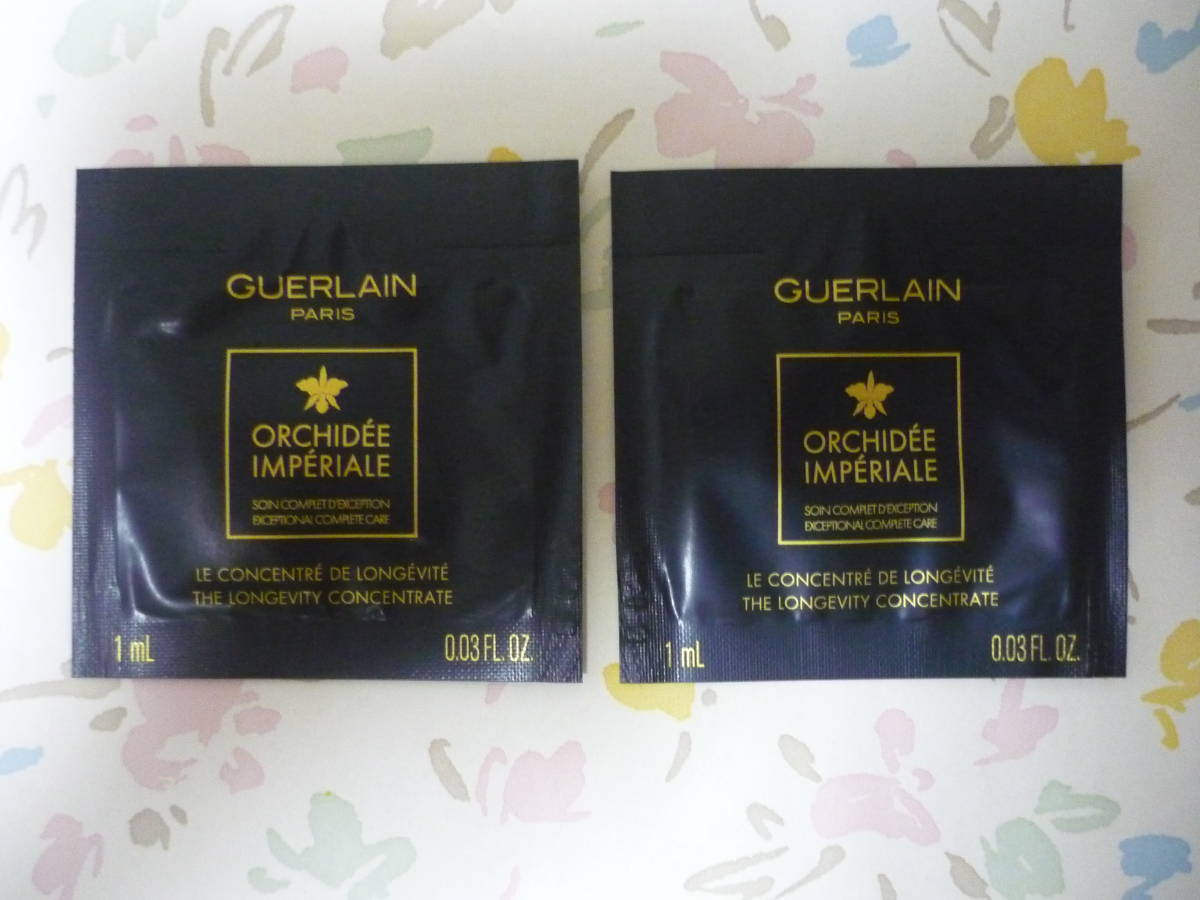 GUERLAIN
PARIS
ORCHIDÉE
IMPÉRIALE
SOIN COMPLET D'EXCEPTION
EXCEPTIONAL COMPLETE CARE
LE CONCENTRÉ DE LONGÉVITÉ
THE LONGEVITY CONCENTRATE
1 mL 0.03 FL. OZ.
GUERLAIN
PARIS
ORCHIDÉE
IMPÉRIALE
SOIN COMPLET D'EXCEPTION
EXCEPTIONAL COMPLETE CARE
LE CONCENTRÉ DE LONGÉVITÉ
THE LONGEVITY CONCENTRATE
1 mL 0.03 FL. OZ.